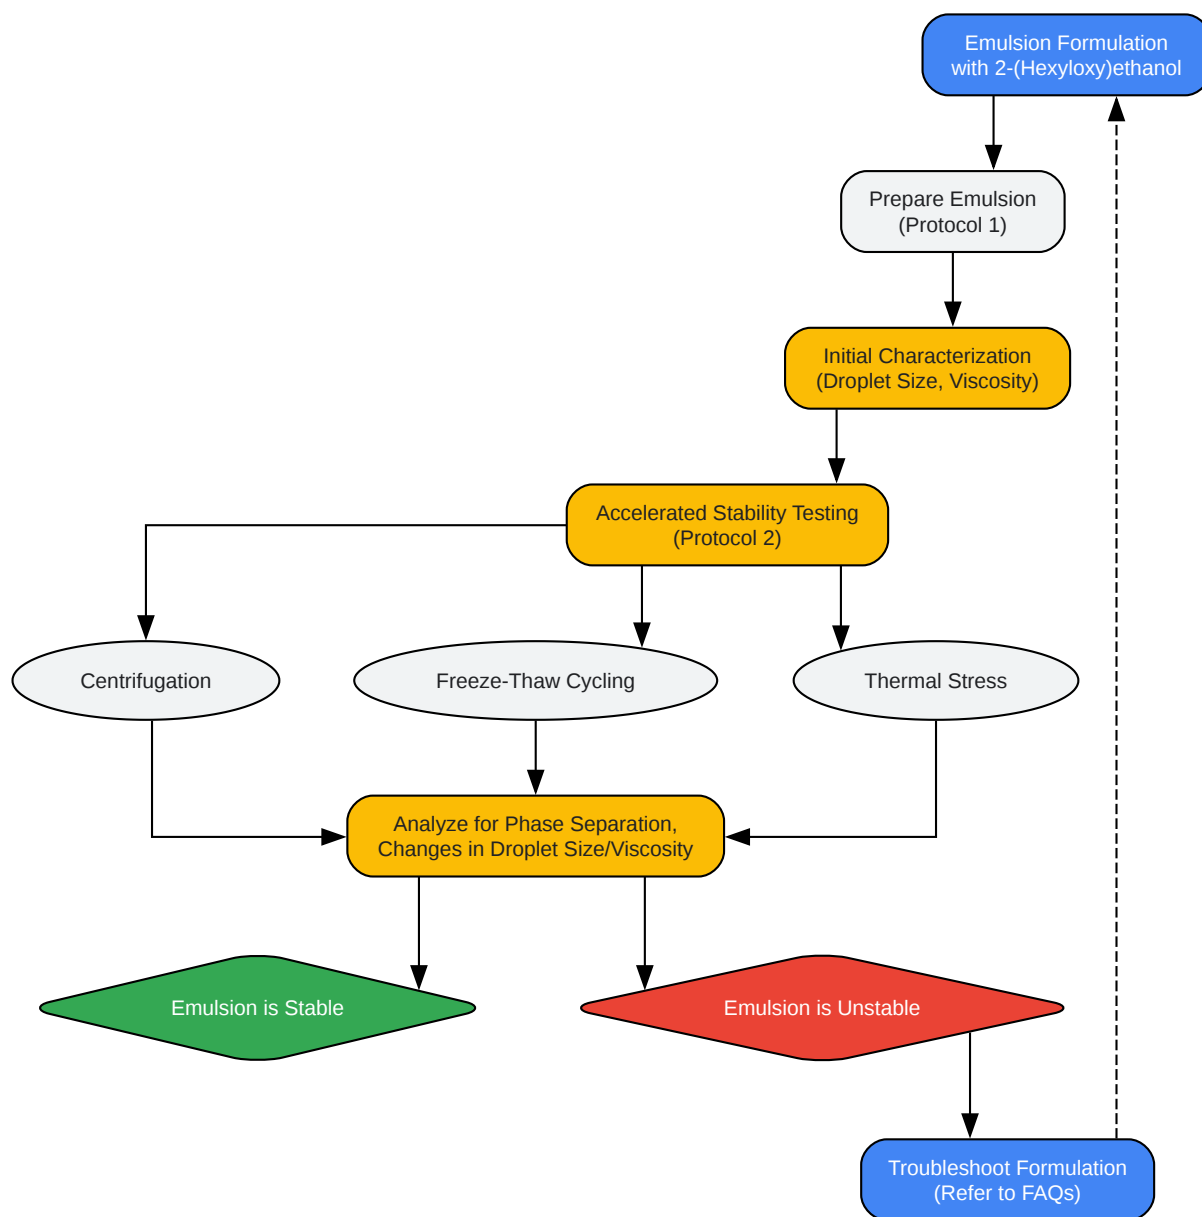 Emulsion Formulation
with 2-(Hexyloxy)ethanol
Prepare Emulsion
(Protocol 1)
Initial Characterization
(Droplet Size, Viscosity)
Accelerated Stability Testing
(Protocol 2)
Centrifugation
Freeze-Thaw Cycling
Thermal Stress
Analyze for Phase Separation,
Changes in Droplet Size/Viscosity
Emulsion is Stable
Emulsion is Unstable
Troubleshoot Formulation
(Refer to FAQs)